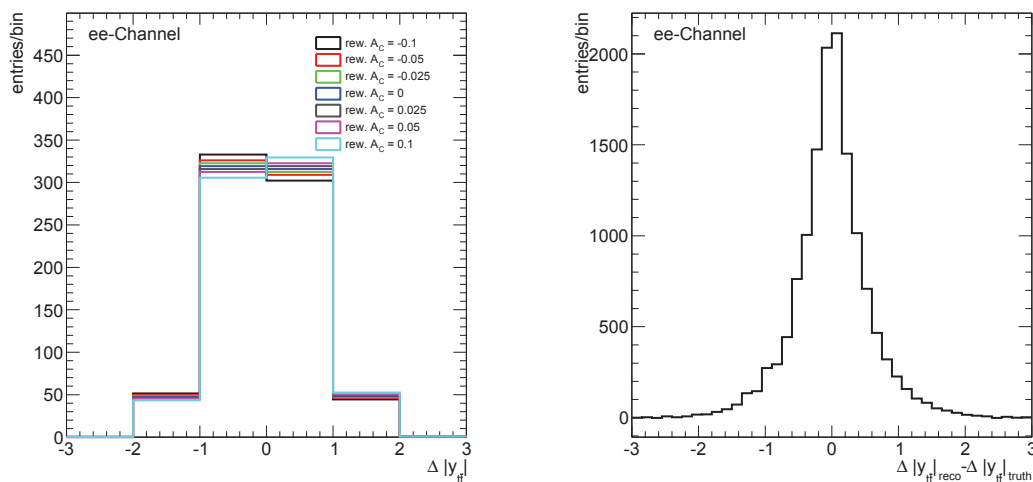 ee-Channel
entries/bin
rew. A_C = -0.1
rew. A_C = -0.05
rew. A_C = -0.025
rew. A_C = 0
rew. A_C = 0.025
rew. A_C = 0.05
rew. A_C = 0.1
450
400
350
300
250
200
150
100
50
0
-3 -2 -1 0 1 2 3
Δ |y_tt̄|
ee-Channel
entries/bin
2000
1500
1000
500
0
-3 -2 -1 0 1 2 3
Δ |y_tt̄|_reco-Δ |y_tt̄|_truth